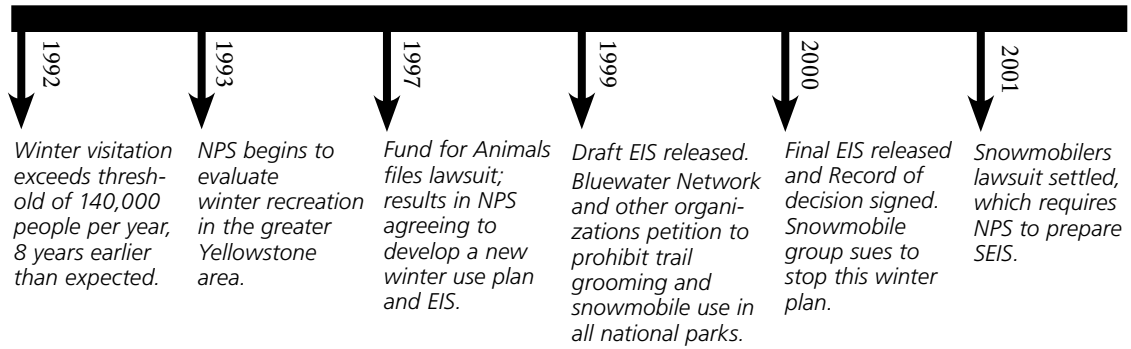 1992
Winter visitation
exceeds thresh-
old of 140,000
people per year,
8 years earlier
than expected.
1993
NPS begins to
evaluate
winter recreation
in the greater
Yellowstone
area.
1997
Fund for Animals
files lawsuit;
results in NPS
agreeing to
develop a new
winter use plan
and EIS.
1999
Draft EIS released.
Bluewater Network
and other organi-
zations petition to
prohibit trail
grooming and
snowmobile use in
all national parks.
2000
Final EIS released
and Record of
decision signed.
Snowmobile
group sues to
stop this winter
plan.
2001
Snowmobilers
lawsuit settled,
which requires
NPS to prepare
SEIS.